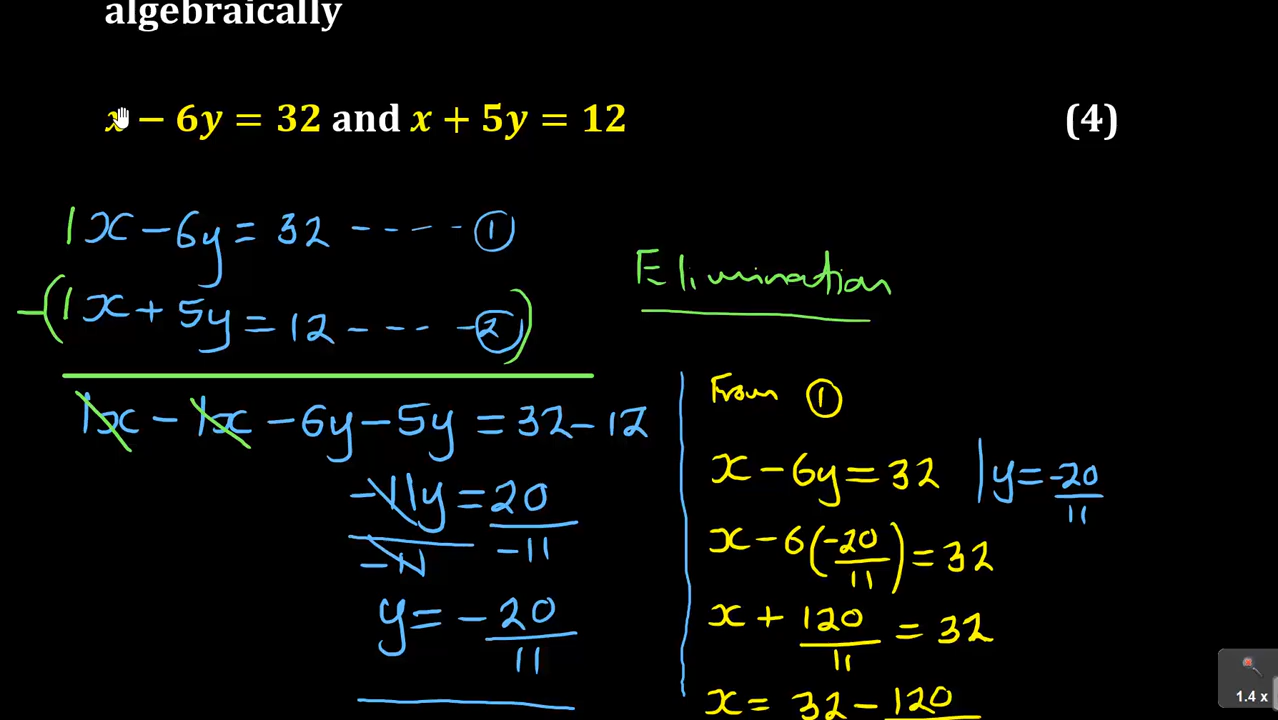 algebraically
x − 6y = 32 and x + 5y = 12 (4)
1x − 6y = 32 ----- ①
−(1x + 5y = 12 --- -②)
Elimination
1x − 1x − 6y − 5y = 32 − 12
−11y = 20
−11 −11
y = −20
11
From ①
x − 6y = 32 | y = -20
11
x − 6(-20/11) = 32
x + 120/11 = 32
x = 32 − 120
1.4 x